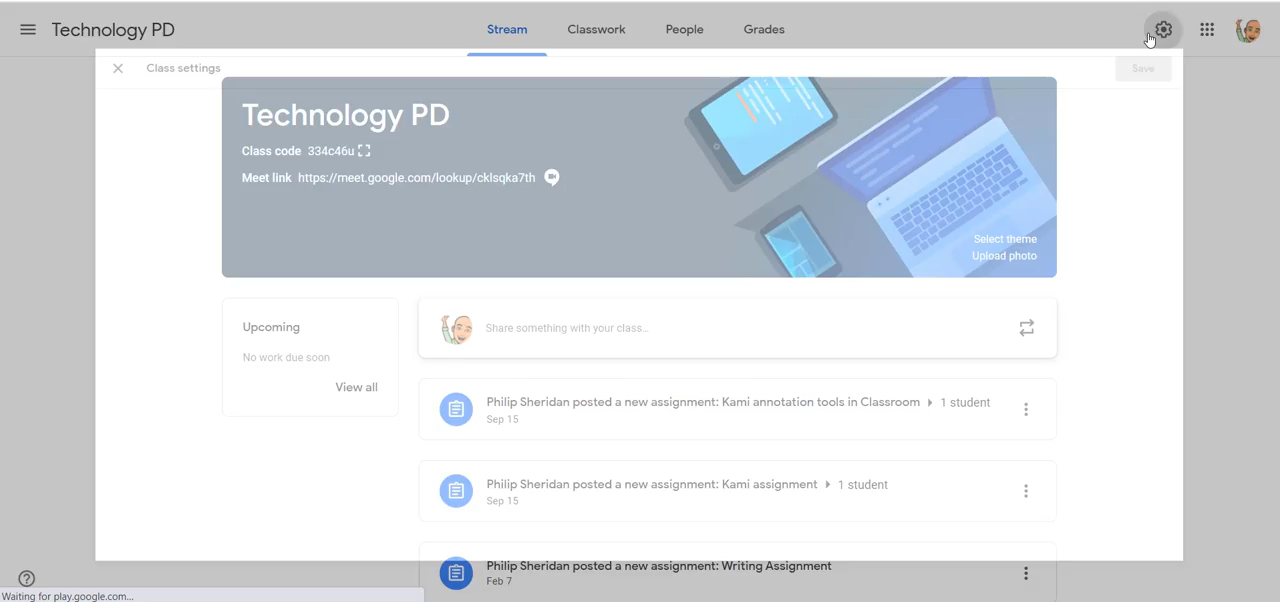 Technology PD
Stream
Classwork
People
Grades
Class settings
Save
Technology PD
Class code 334c46u
Meet link https://meet.google.com/lookup/cklsqka7th
Select theme
Upload photo
Upcoming
No work due soon
View all
Share something with your class...
Philip Sheridan posted a new assignment: Kami annotation tools in Classroom 1 student
Sep 15
Philip Sheridan posted a new assignment: Kami assignment 1 student
Sep 15
Philip Sheridan posted a new assignment: Writing Assignment
Feb 7
Waiting for play.google.com...